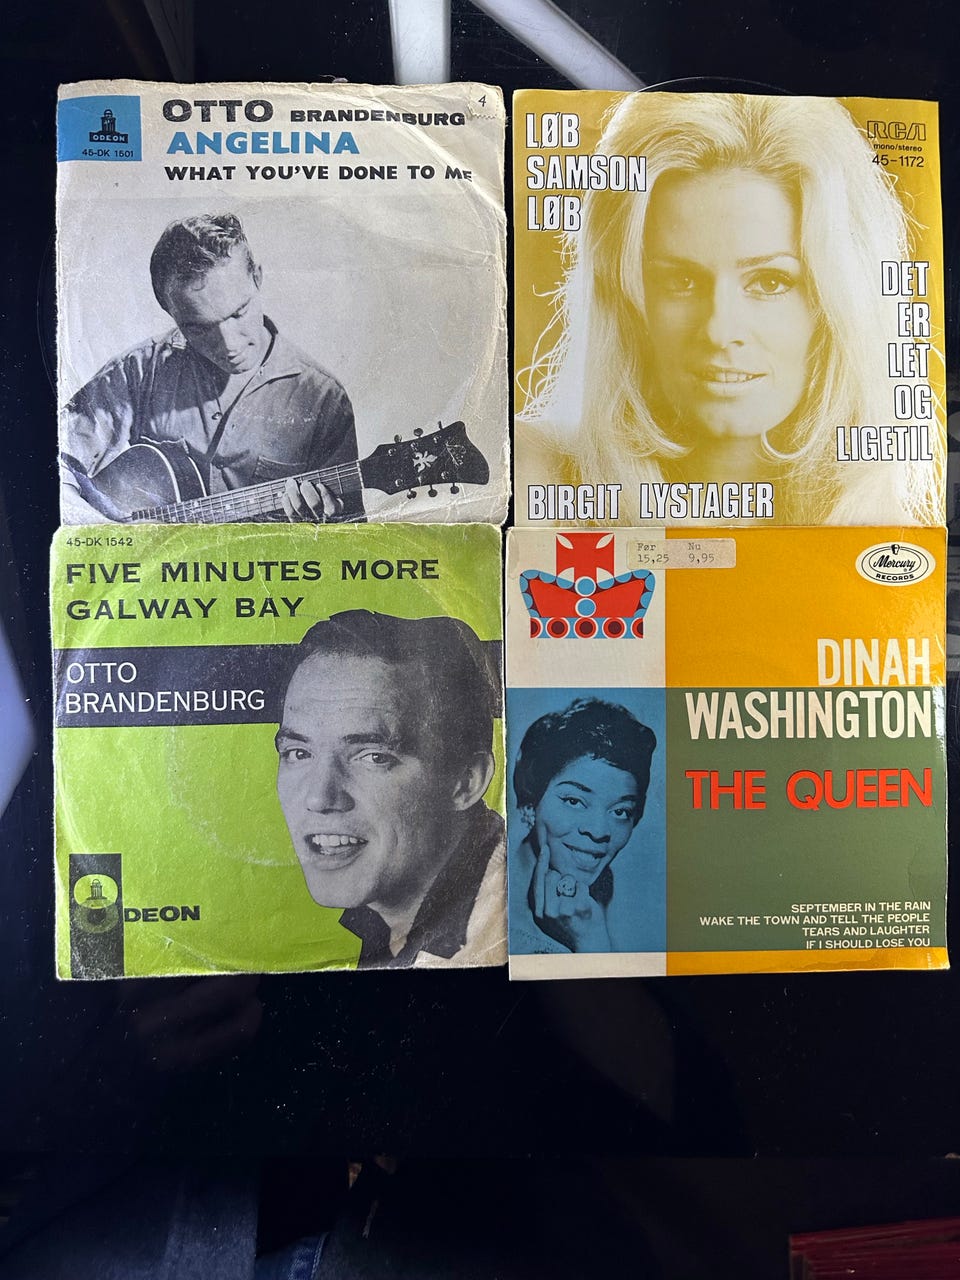 ODEON
45-DK 1501
OTTO BRANDENBURG
ANGELINA
WHAT YOU'VE DONE TO ME
4
LØB
SAMSON
LØB
RCA
mono/stereo
45-1172
DET
ER
LET
OG
LIGETIL
BIRGIT LYSTAGER
45-DK 1542
FIVE MINUTES MORE
GALWAY BAY
OTTO
BRANDENBURG
ODEON
Før Nu
15,25 9,95
Mercury
RECORDS
DINAH
WASHINGTON
THE QUEEN
SEPTEMBER IN THE RAIN
WAKE THE TOWN AND TELL THE PEOPLE
TEARS AND LAUGHTER
IF I SHOULD LOSE YOU